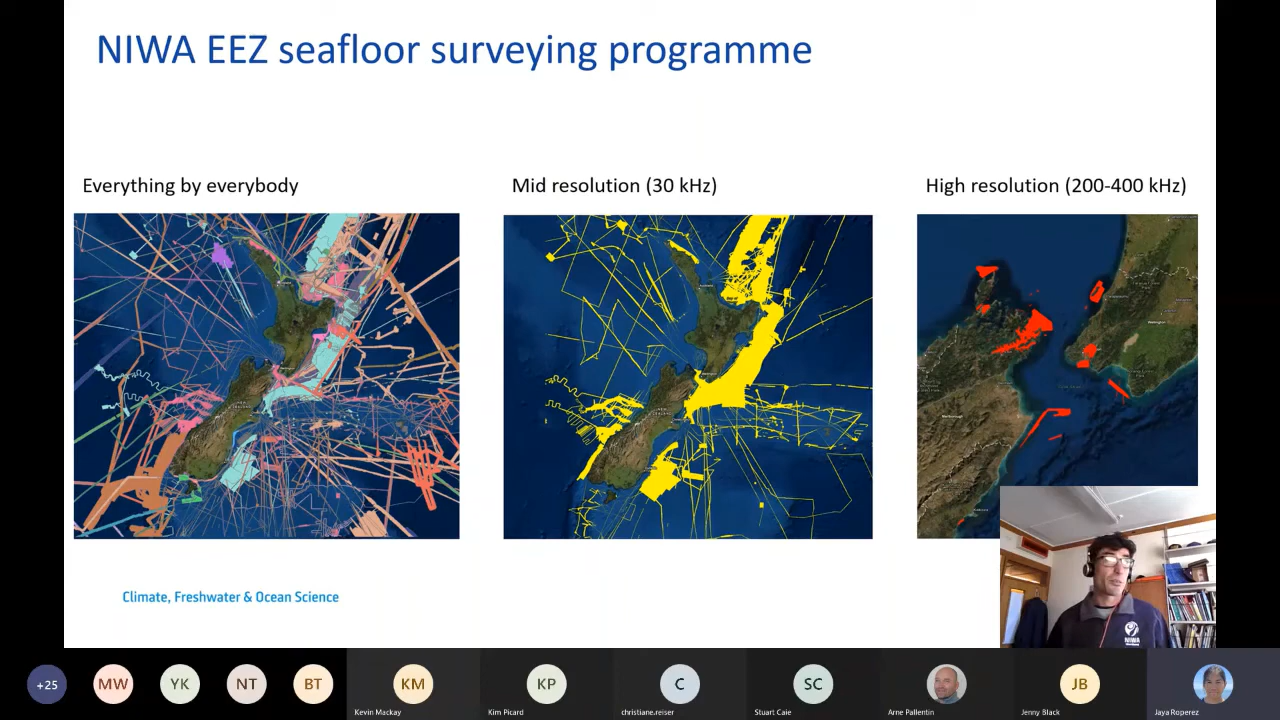 NIWA EEZ seafloor surveying programme
Everything by everybody
Mid resolution (30 kHz)
High resolution (200-400 kHz)
Climate, Freshwater & Ocean Science
NIWA
+25
MW
YK
NT
BT
KM
KP
C
SC
JB
Kevin Mackay
Kim Picard
christiane.reiser
Stuart Caie
Arne Pallentin
Jenny Black
Jaya Roperez